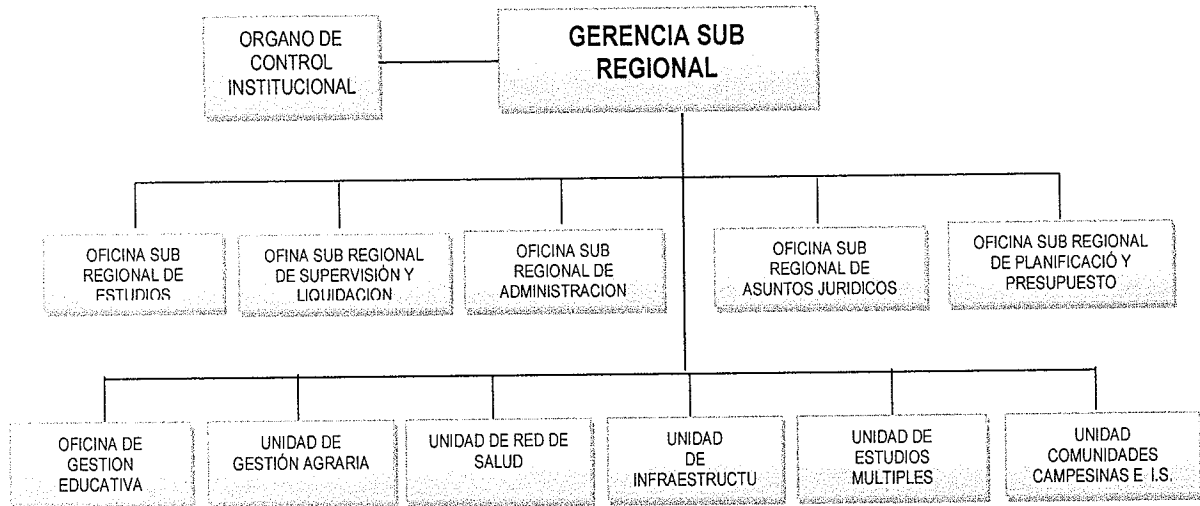 ORGANO DE
CONTROL
INSTITUCIONAL
GERENCIA SUB
REGIONAL
OFICINA SUB
REGIONAL DE
ESTUDIOS
OFINA SUB REGIONAL
DE SUPERVISIÓN Y
LIQUIDACION
OFICINA SUB
REGIONAL DE
ADMINISTRACION
OFICINA SUB
REGIONAL DE
ASUNTOS JURIDICOS
OFICINA SUB REGIONAL
DE PLANIFICACIÓ Y
PRESUPUESTO
OFICINA DE
GESTIÓN
EDUCATIVA
UNIDAD DE
GESTIÓN AGRARIA
UNIDAD DE RED DE
SALUD
UNIDAD
DE
INFRAESTRUCTU
UNIDAD DE
ESTUDIOS
MULTIPLES
UNIDAD
COMUNIDADES
CAMPESINAS E I.S.